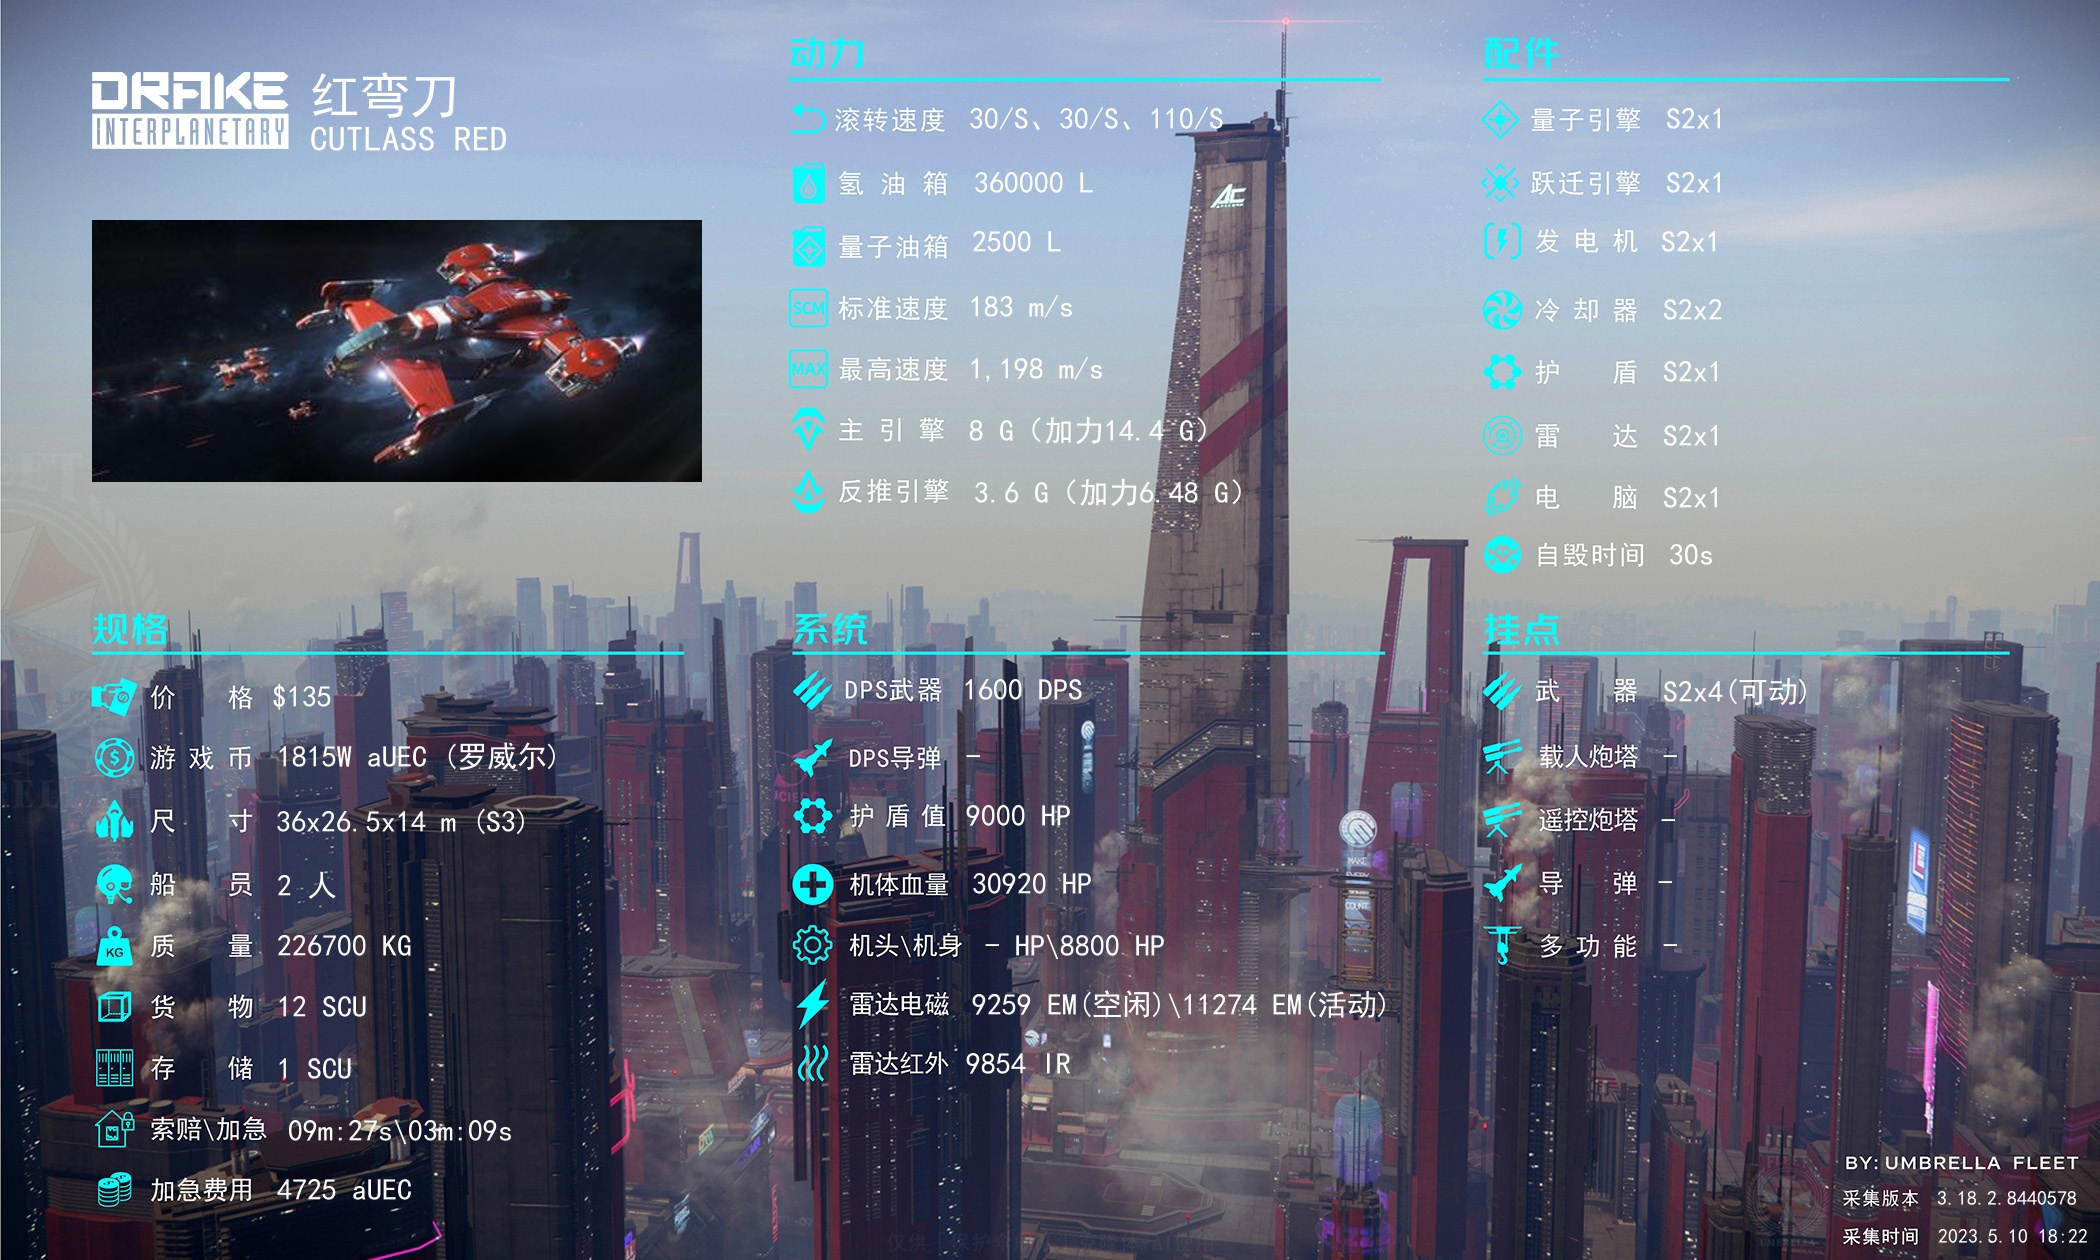 DRAKE
INTERPLANETARY
红弯刀
CUTLASS RED
动力
滚转速度 30/S、30/S、110/S
氢油箱 360000 L
量子油箱 2500 L
SCM 标准速度 183 m/s
MAX 最高速度 1,198 m/s
主引擎 8 G（加力14.4 G）
反推引擎 3.6 G（加力6.48 G）
配件
量子引擎 S2x1
跃迁引擎 S2x1
发电机 S2x1
冷却器 S2x2
护盾 S2x1
雷达 S2x1
电脑 S2x1
自毁时间 30s
AC
规格
价格 $135
游戏币 1815W aUEC (罗威尔)
尺寸 36x26.5x14 m (S3)
船员 2 人
KG 质量 226700 KG
货物 12 SCU
存储 1 SCU
索赔\加急 09m:27s\03m:09s
加急费用 4725 aUEC
系统
DPS武器 1600 DPS
DPS导弹 -
护盾值 9000 HP
机体血量 30920 HP
机头\机身 - HP\8800 HP
雷达电磁 9259 EM(空闲)\11274 EM(活动)
雷达红外 9854 IR
挂点
武器 S2x4(可动)
载人炮塔 -
遥控炮塔 -
导弹 -
多功能 -
MAKE
EVERY
COUNT
BY: UMBRELLA FLEET
采集版本 3.18.2.8440578
采集时间 2023.5.10 18:22